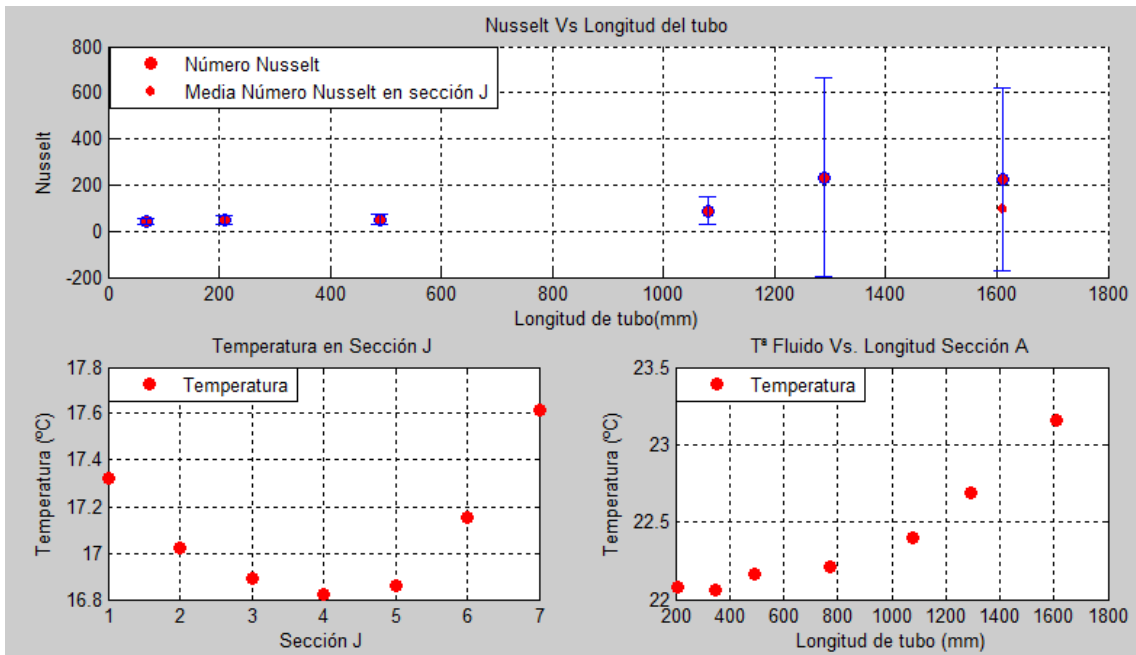 Nusselt Vs Longitud del tubo
800
600
400
200
0
-200
Nusselt
Número Nusselt
Media Número Nusselt en sección J
0 200 400 600 800 1000 1200 1400 1600 1800
Longitud de tubo(mm)
Temperatura en Sección J
17.8
17.6
17.4
17.2
17
16.8
Temperatura (ºC)
Temperatura
1 2 3 4 5 6 7
Sección J
Tª Fluido Vs. Longitud Sección A
23.5
23
22.5
22
Temperatura (ºC)
Temperatura
200 400 600 800 1000 1200 1400 1600 1800
Longitud de tubo (mm)